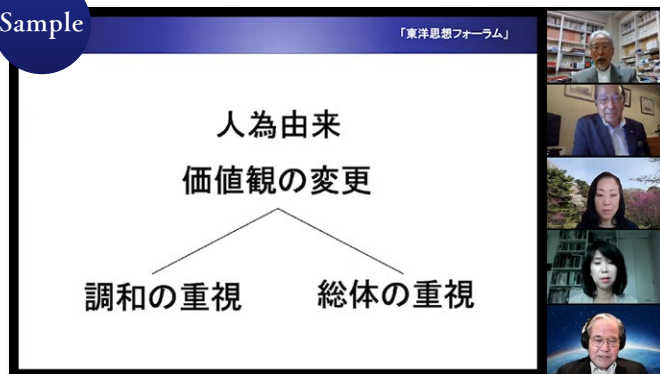 Sample
「東洋思想フォーラム」
人為由来
価値観の変更
調和の重視
総体の重視